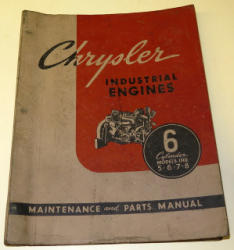 Chrysler
INDUSTRIAL
ENGINES
6
Cylinder
MODELS IND
5-6-7-8
MAINTENANCE and PARTS MANUAL